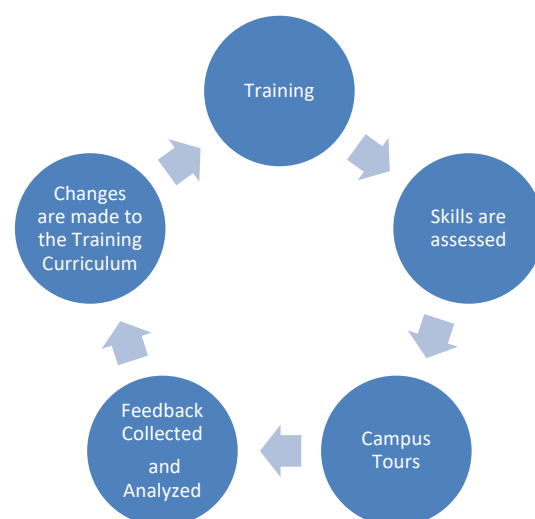 Training
Skills are
assessed
Campus
Tours
Feedback
Collected
and
Analyzed
Changes
are made to
the Training
Curriculum